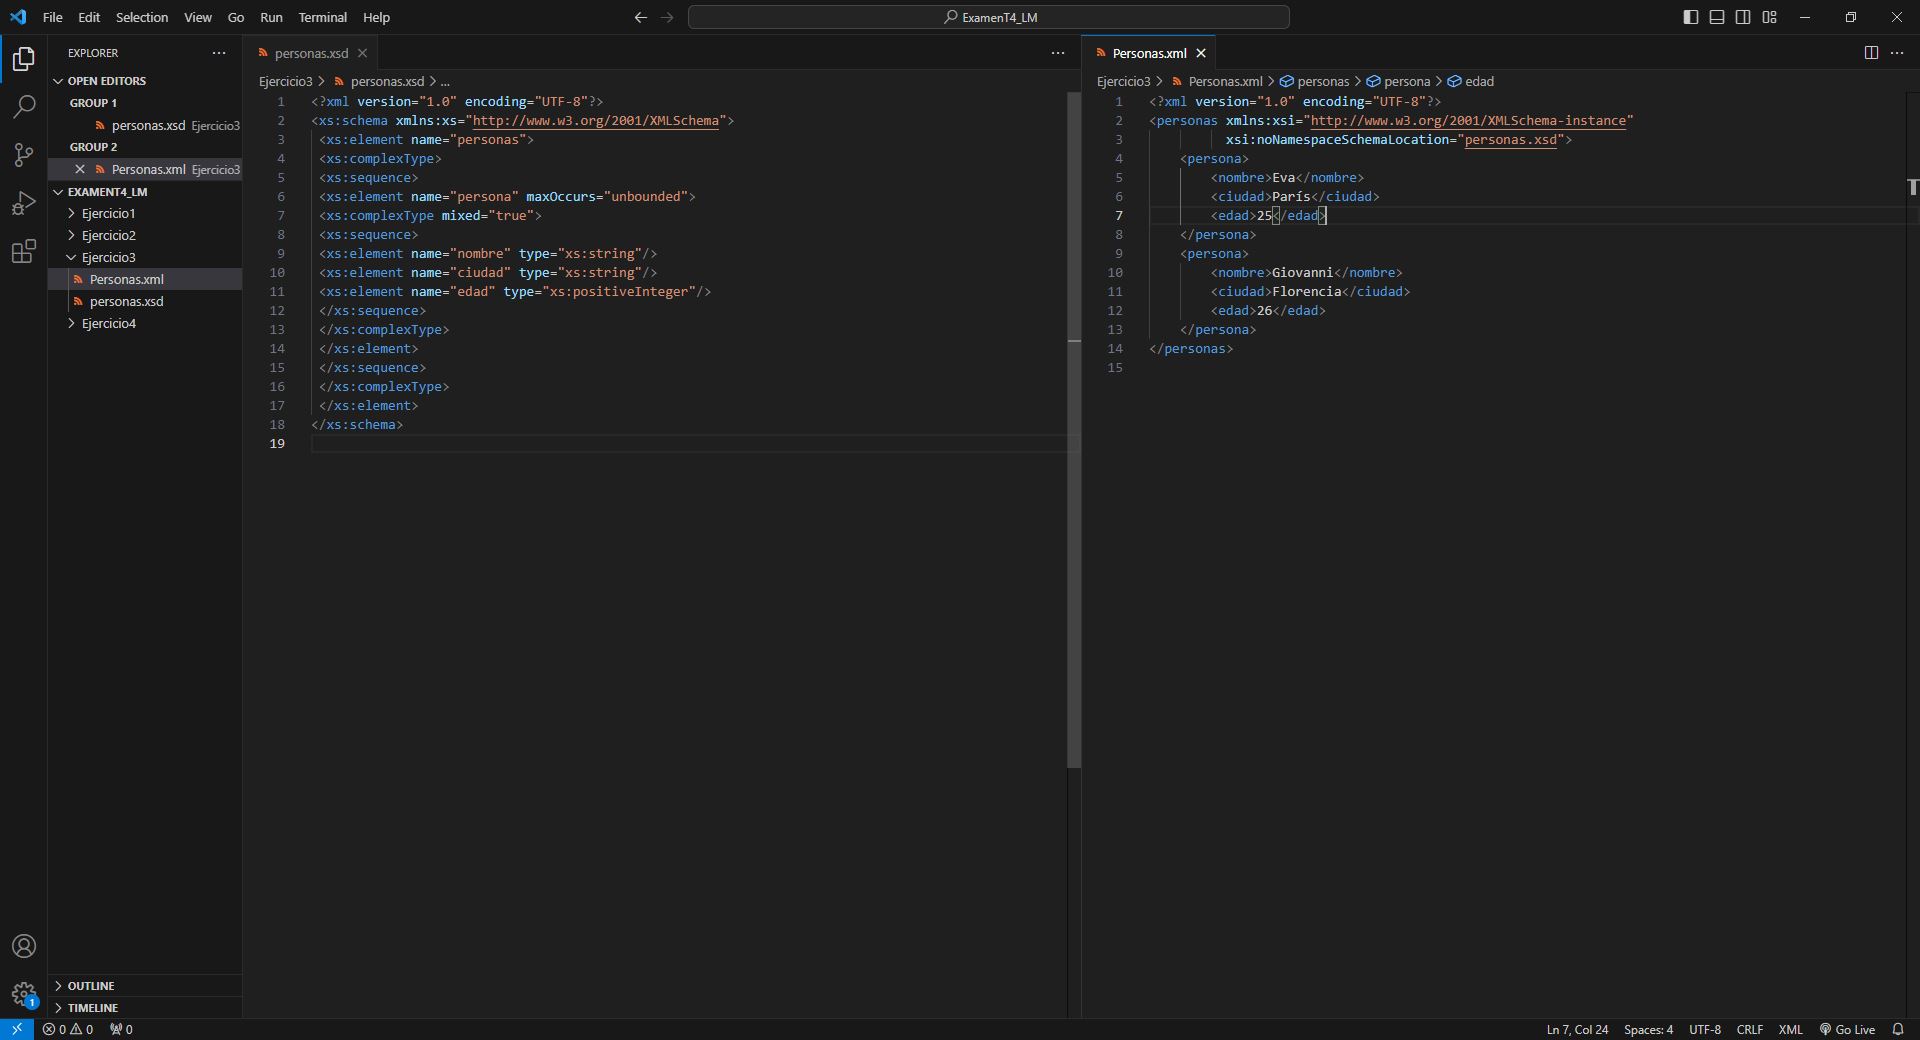 File Edit Selection View Go Run Terminal Help
ExamenT4_LM
EXPLORER
OPEN EDITORS
GROUP 1
personas.xsd Ejercicio3
GROUP 2
Personas.xml Ejercicio3
EXAMENT4_LM
Ejercicio1
Ejercicio2
Ejercicio3
Personas.xml
personas.xsd
Ejercicio4
OUTLINE
TIMELINE
1
personas.xsd
Ejercicio3 > personas.xsd > ...
1 <?xml version="1.0" encoding="UTF-8"?>
2 <xs:schema xmlns:xs="http://www.w3.org/2001/XMLSchema">
3 <xs:element name="personas">
4 <xs:complexType>
5 <xs:sequence>
6 <xs:element name="persona" maxOccurs="unbounded">
7 <xs:complexType mixed="true">
8 <xs:sequence>
9 <xs:element name="nombre" type="xs:string"/>
10 <xs:element name="ciudad" type="xs:string"/>
11 <xs:element name="edad" type="xs:positiveInteger"/>
12 </xs:sequence>
13 </xs:complexType>
14 </xs:element>
15 </xs:sequence>
16 </xs:complexType>
17 </xs:element>
18 </xs:schema>
19
Personas.xml
Ejercicio3 > Personas.xml > personas > persona > edad
1 <?xml version="1.0" encoding="UTF-8"?>
2 <personas xmlns:xsi="http://www.w3.org/2001/XMLSchema-instance"
3 xsi:noNamespaceSchemaLocation="personas.xsd">
4 <persona>
5 <nombre>Eva</nombre>
6 <ciudad>París</ciudad>
7 <edad>25</edad>
8 </persona>
9 <persona>
10 <nombre>Giovanni</nombre>
11 <ciudad>Florencia</ciudad>
12 <edad>26</edad>
13 </persona>
14 </personas>
15
0 0 0
Ln 7, Col 24 Spaces: 4 UTF-8 CRLF XML Go Live